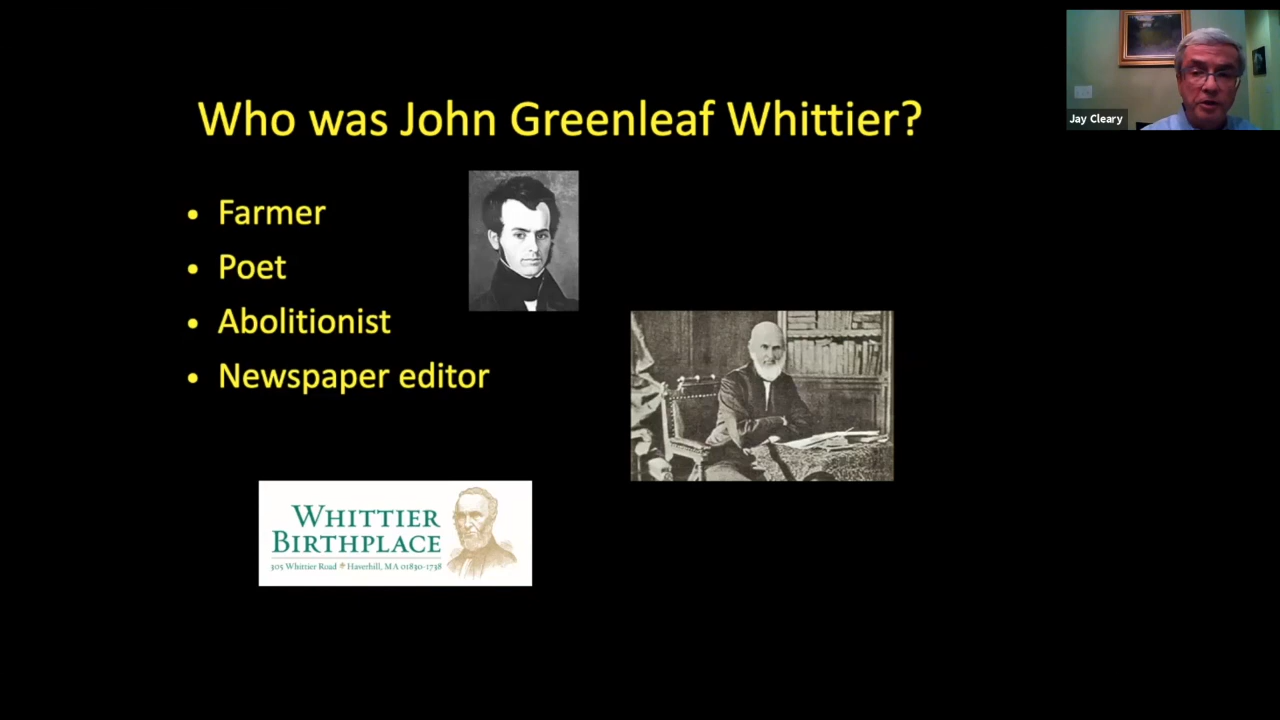 Who was John Greenleaf Whittier?
• Farmer
• Poet
• Abolitionist
• Newspaper editor
WHITTIER
BIRTHPLACE
305 Whittier Road Haverhill, MA 01830-1738
Jay Cleary